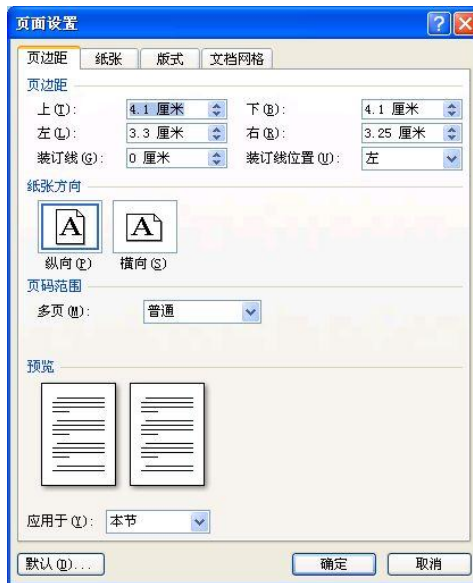 页面设置
页边距 纸张 版式 文档网格
页边距
上(T): 4.1 厘米 下(B): 4.1 厘米
左(L): 3.3 厘米 右(R): 3.25 厘米
装订线(G): 0 厘米 装订线位置(U): 左
纸张方向
A A
纵向(P) 横向(S)
页码范围
多页(M): 普通
预览
应用于(Y): 本节
默认(D)... 确定 取消